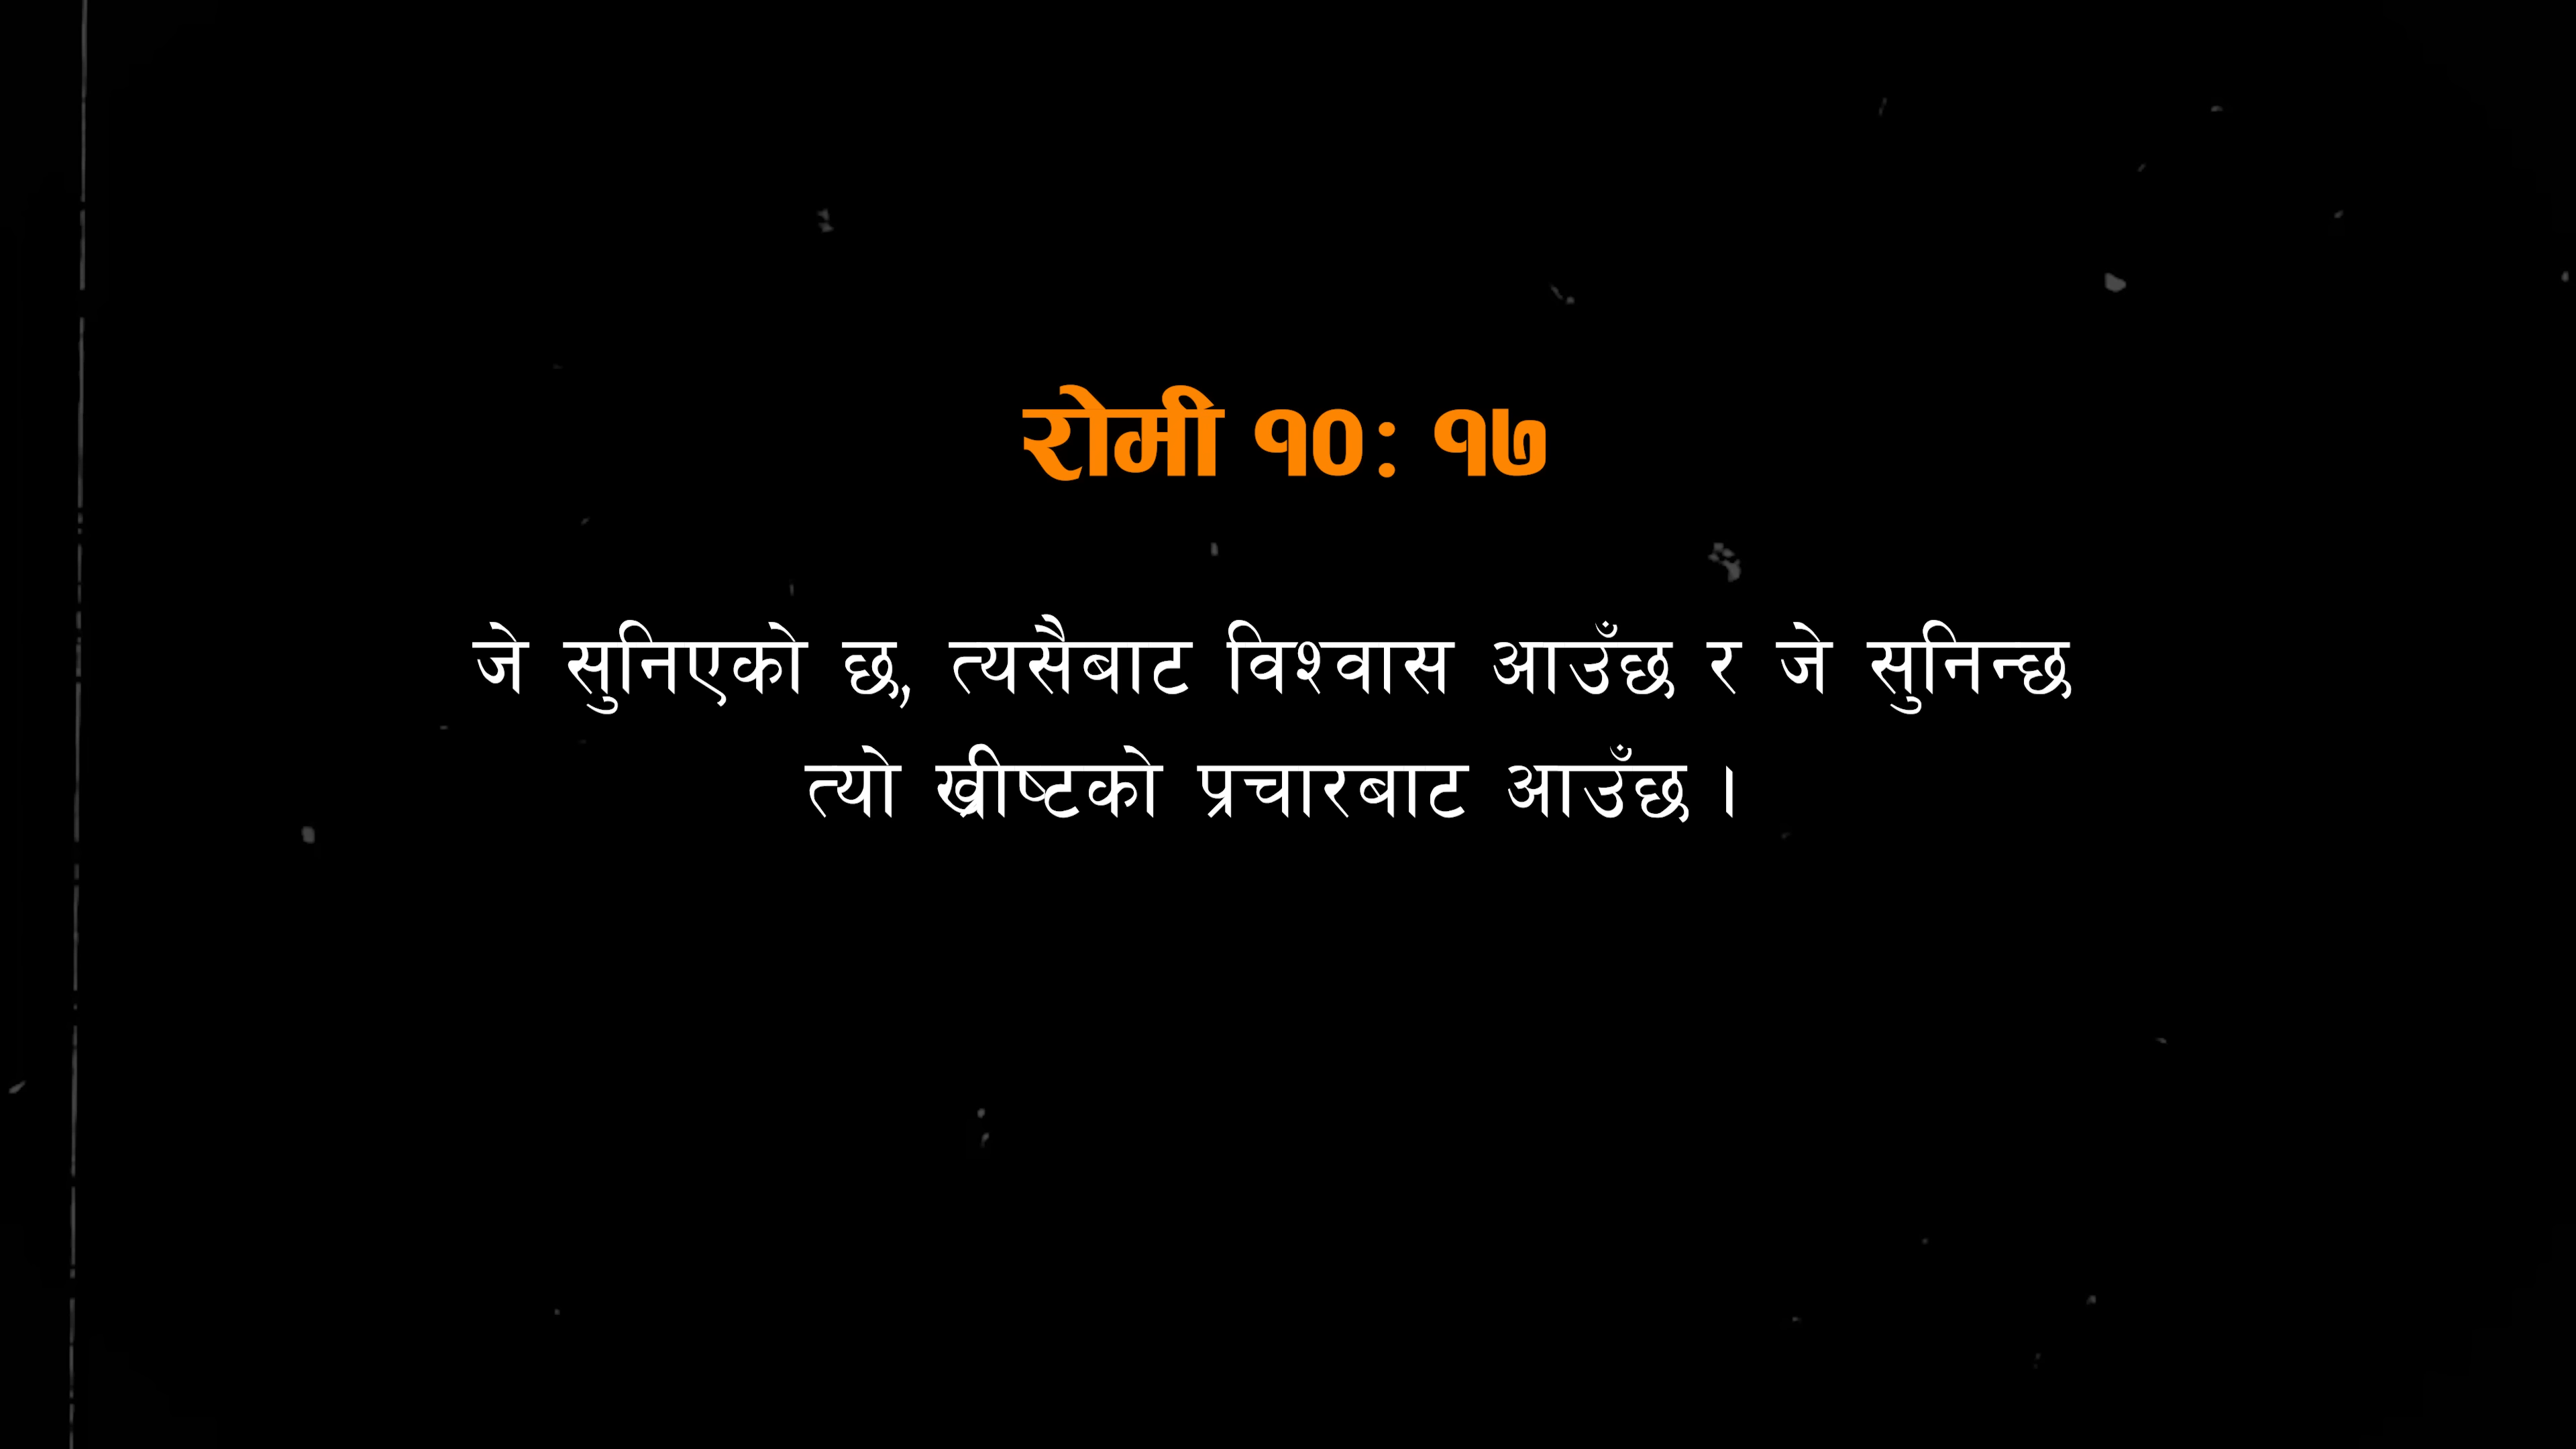 रोमी १०: १७
जे सुनिएको छ, त्यसैबाट विश्वास आउँछ र जे सुनिन्छ
त्यो ख्रीष्टको प्रचारबाट आउँछ ।